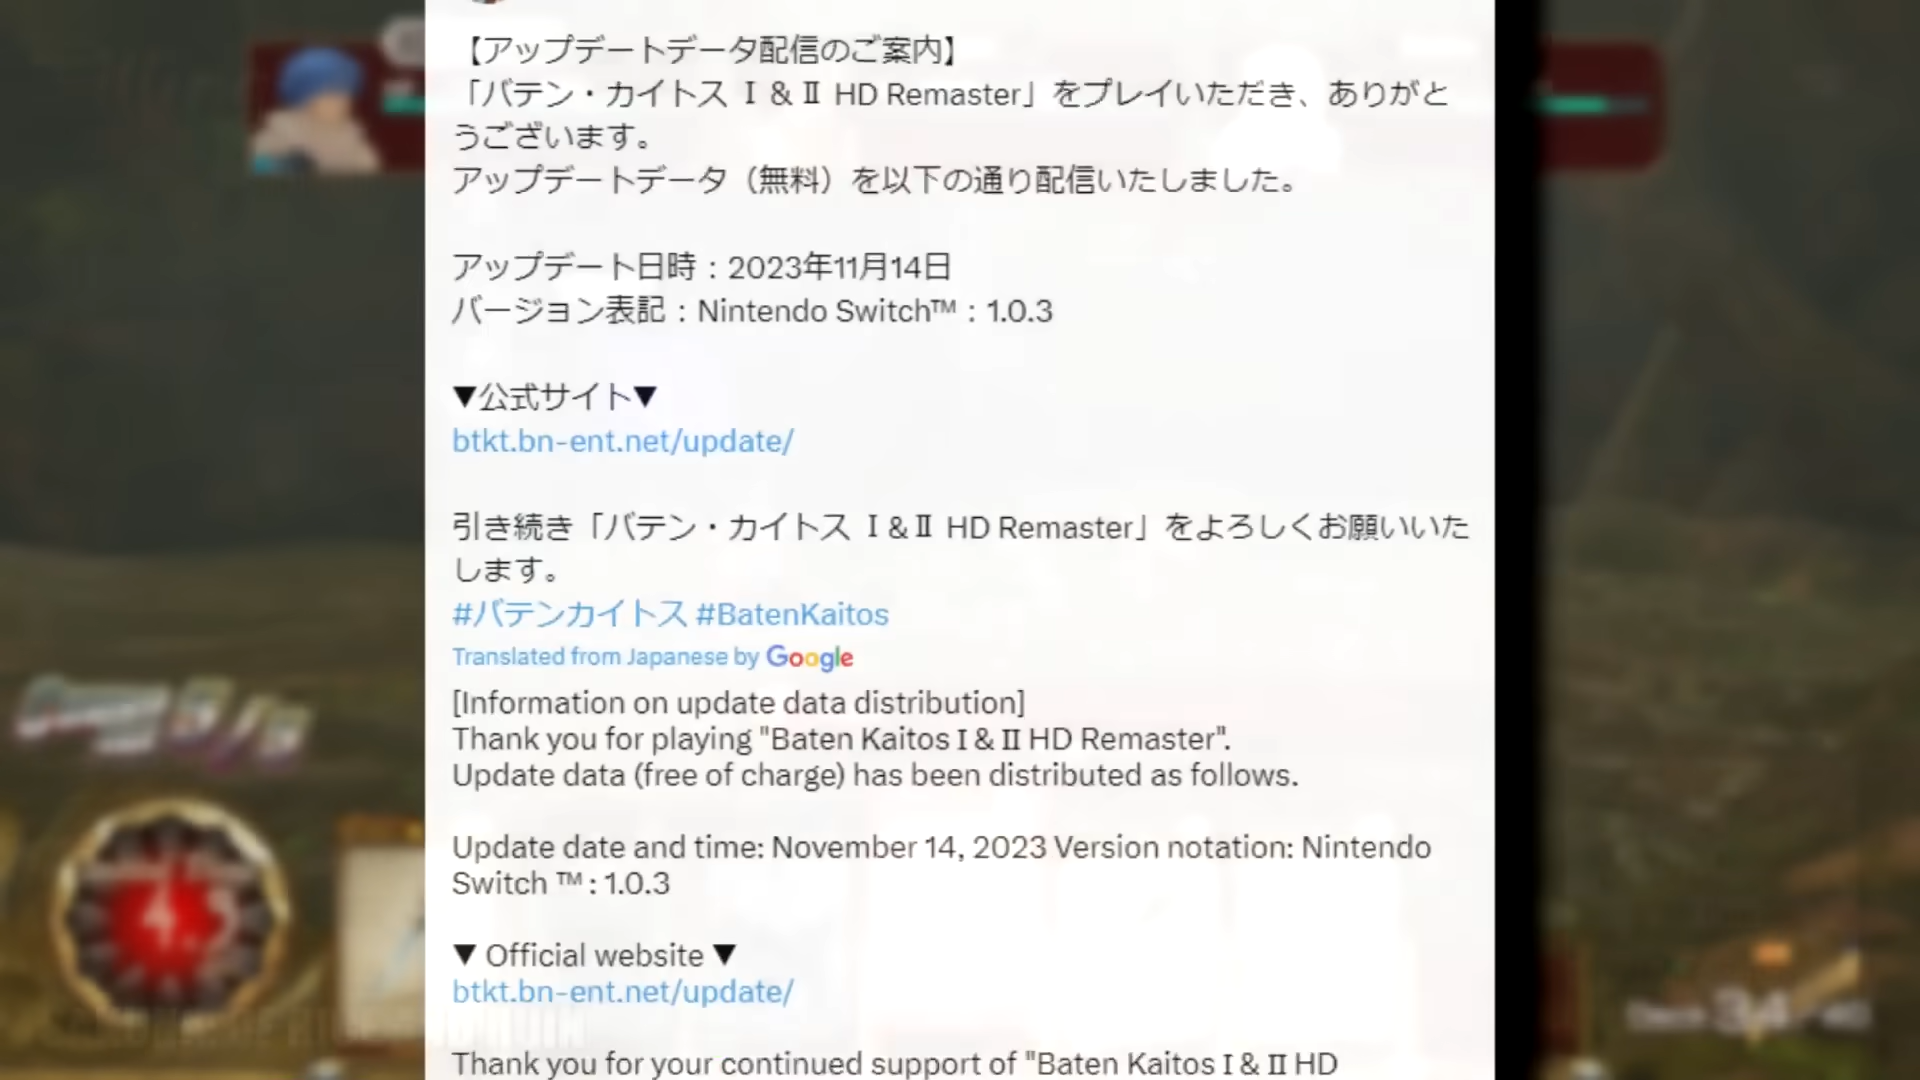 【アップデートデータ配信のご案内】
「バテン・カイトス Ⅰ & Ⅱ HD Remaster」をプレイいただき、ありがと
うございます。
アップデートデータ（無料）を以下の通り配信いたしました。
アップデート日時：2023年11月14日
バージョン表記：Nintendo Switch™：1.0.3
▼公式サイト▼
btkt.bn-ent.net/update/
引き続き「バテン・カイトス Ⅰ&Ⅱ HD Remaster」をよろしくお願いいた
します。
#バテンカイトス #BatenKaitos
Translated from Japanese by Google
[Information on update data distribution]
Thank you for playing "Baten Kaitos Ⅰ & Ⅱ HD Remaster".
Update data (free of charge) has been distributed as follows.
Update date and time: November 14, 2023 Version notation: Nintendo
Switch ™ : 1.0.3
▼ Official website ▼
btkt.bn-ent.net/update/
Thank you for your continued support of "Baten Kaitos Ⅰ & Ⅱ HD